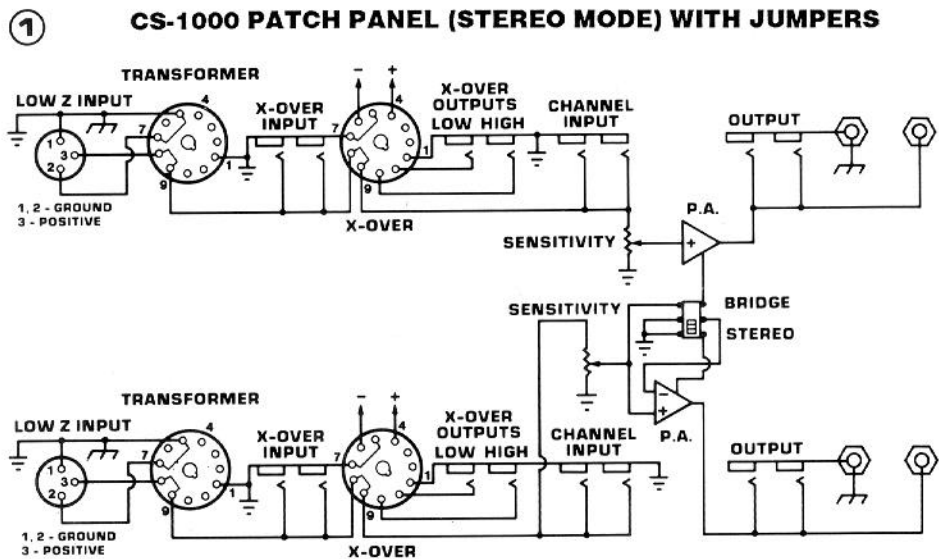 1
CS-1000 PATCH PANEL (STEREO MODE) WITH JUMPERS
TRANSFORMER
LOW Z INPUT
4
7
1
3
2
1
9
1, 2 - GROUND
3 - POSITIVE
X-OVER
INPUT
- +
4
7
1
9
X-OVER
X-OVER
OUTPUTS
LOW HIGH
CHANNEL
INPUT
OUTPUT
SENSITIVITY
P.A.
+
SENSITIVITY
BRIDGE
STEREO
-
+
P.A.
TRANSFORMER
LOW Z INPUT
4
7
1
3
2
1
9
1, 2 - GROUND
3 - POSITIVE
X-OVER
INPUT
- +
4
7
1
9
X-OVER
X-OVER
OUTPUTS
LOW HIGH
CHANNEL
INPUT
OUTPUT